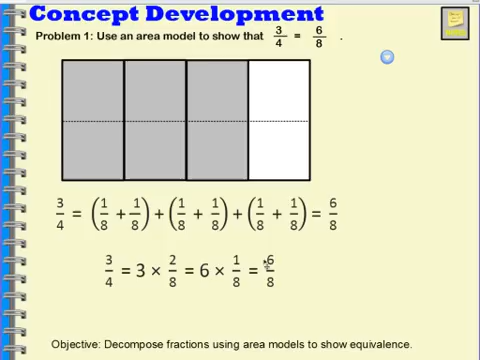 Concept Development
Problem 1: Use an area model to show that 3/4 = 6/8 .
3/4 = (1/8 + 1/8) + (1/8 + 1/8) + (1/8 + 1/8) = 6/8
3/4 = 3 × 2/8 = 6 × 1/8 = 6/8
Objective: Decompose fractions using area models to show equivalence.